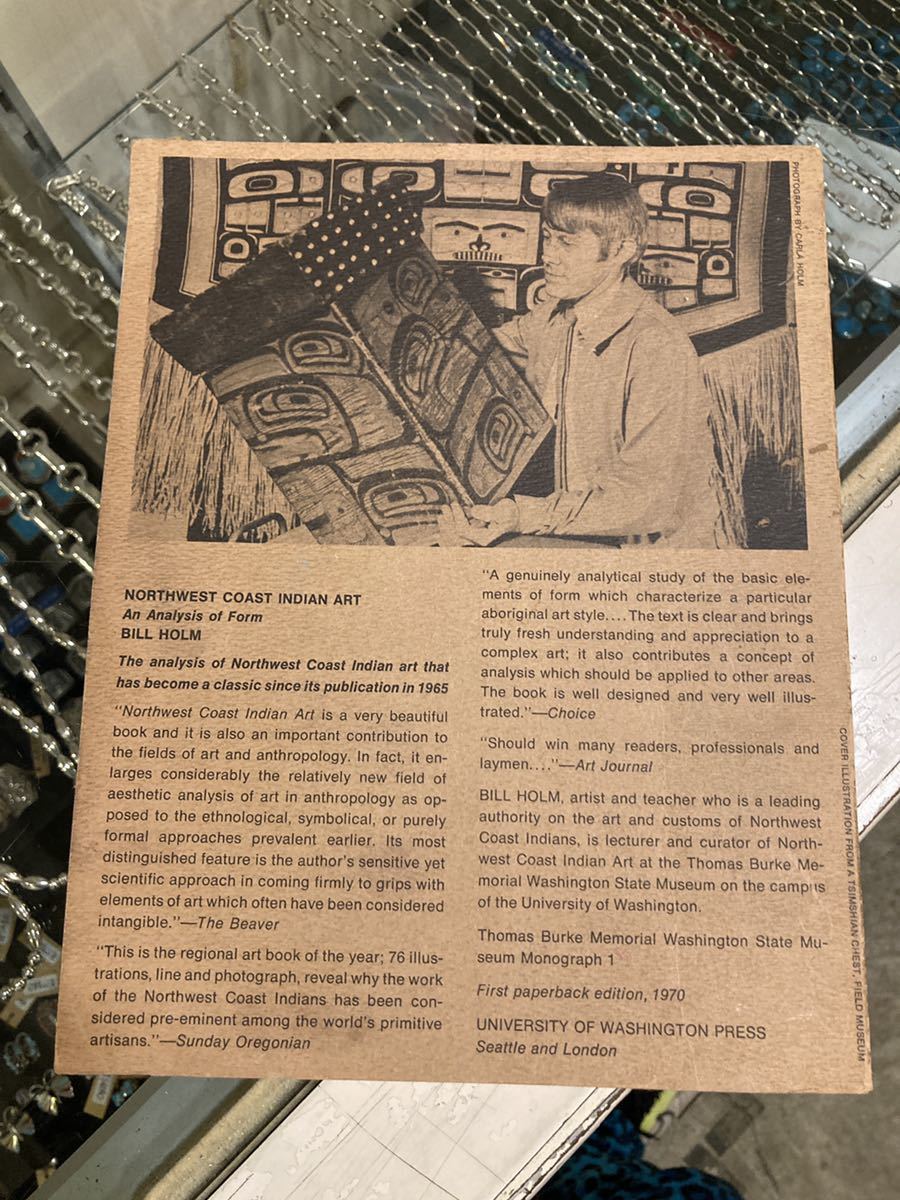 PHOTOGRAPH BY CARLA HOLM
NORTHWEST COAST INDIAN ART
An Analysis of Form
BILL HOLM
The analysis of Northwest Coast Indian art that
has become a classic since its publication in 1965
"Northwest Coast Indian Art is a very beautiful
book and it is also an important contribution to
the fields of art and anthropology. In fact, it en-
larges considerably the relatively new field of
aesthetic analysis of art in anthropology as op-
posed to the ethnological, symbolical, or purely
formal approaches prevalent earlier. Its most
distinguished feature is the author's sensitive yet
scientific approach in coming firmly to grips with
elements of art which often have been considered
intangible."—The Beaver
"This is the regional art book of the year; 76 illus-
trations, line and photograph, reveal why the work
of the Northwest Coast Indians has been con-
sidered pre-eminent among the world's primitive
artisans."—Sunday Oregonian
"A genuinely analytical study of the basic ele-
ments of form which characterize a particular
aboriginal art style.... The text is clear and brings
truly fresh understanding and appreciation to a
complex art; it also contributes a concept of
analysis which should be applied to other areas.
The book is well designed and very well illus-
trated."—Choice
"Should win many readers, professionals and
laymen...."—Art Journal
BILL HOLM, artist and teacher who is a leading
authority on the art and customs of Northwest
Coast Indians, is lecturer and curator of North-
west Coast Indian Art at the Thomas Burke Me-
morial Washington State Museum on the campus
of the University of Washington.
Thomas Burke Memorial Washington State Mu-
seum Monograph 1
First paperback edition, 1970
UNIVERSITY OF WASHINGTON PRESS
Seattle and London
COVER ILLUSTRATION FROM A TSIMSHIAN CHEST, FIELD MUSEUM